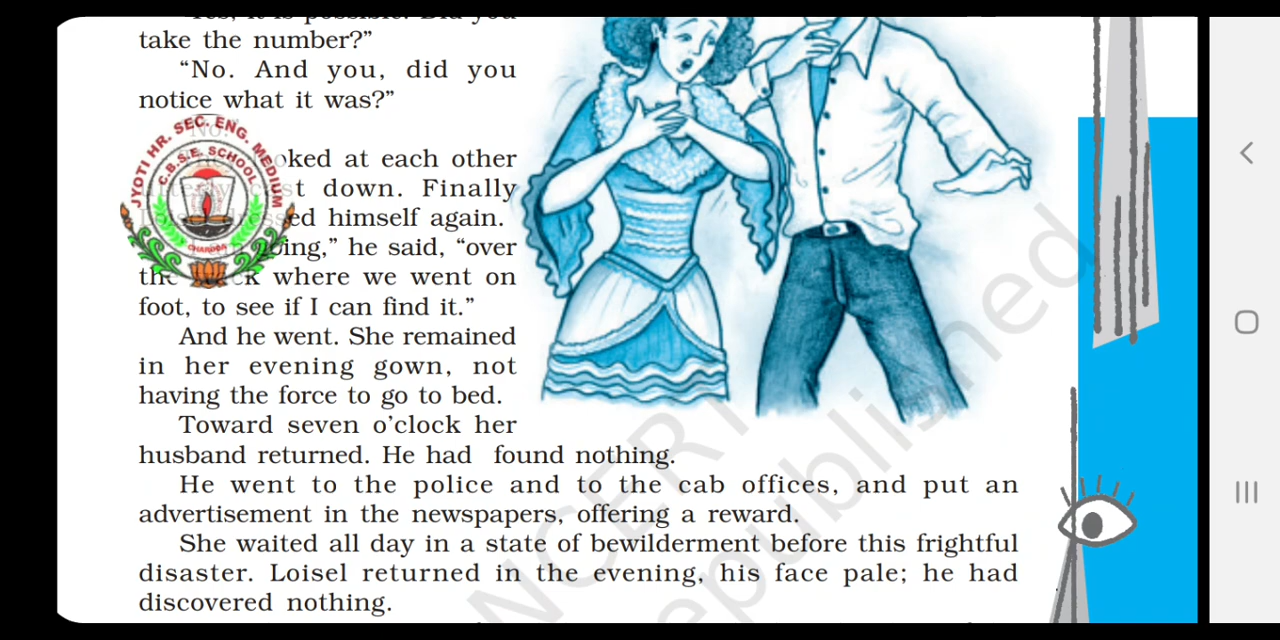 take the number?”
“No. And you, did you
notice what it was?”
JYOTI HR. SEC. ENG. MEDIUM
C.B.S.E. SCHOOL
CHANDPA
at each other
down. Finally
himself again.
he said, “over
where we went on
foot, to see if I can find it.”
And he went. She remained
in her evening gown, not
having the force to go to bed.
Toward seven o’clock her
husband returned. He had found nothing.
He went to the police and to the cab offices, and put an
advertisement in the newspapers, offering a reward.
She waited all day in a state of bewilderment before this frightful
disaster. Loisel returned in the evening, his face pale; he had
discovered nothing.
NCERT
republished